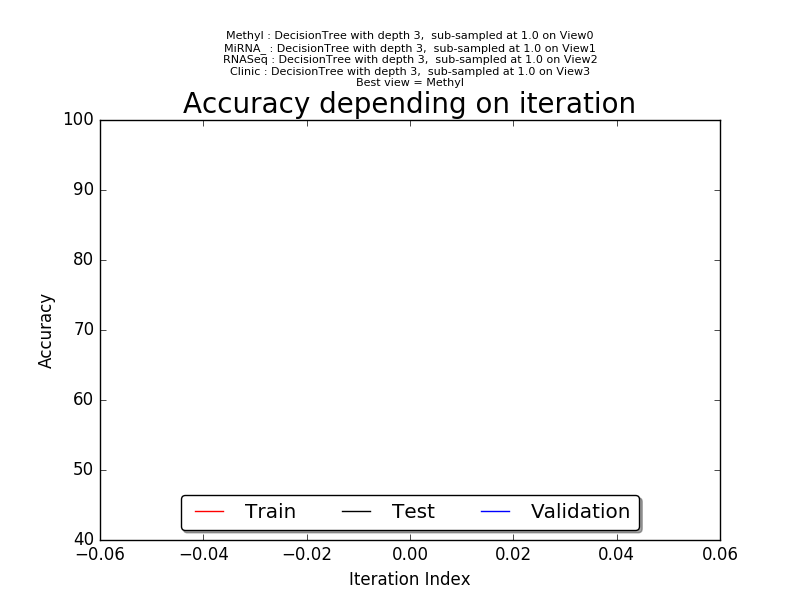 Methyl : DecisionTree with depth 3,  sub-sampled at 1.0 on View0
MiRNA_ : DecisionTree with depth 3,  sub-sampled at 1.0 on View1
RNASeq : DecisionTree with depth 3,  sub-sampled at 1.0 on View2
Clinic : DecisionTree with depth 3,  sub-sampled at 1.0 on View3
Best view = Methyl
Accuracy depending on iteration
100
90
80
70
60
50
40
Accuracy
Train Test Validation
−0.06 −0.04 −0.02 0.00 0.02 0.04 0.06
Iteration Index